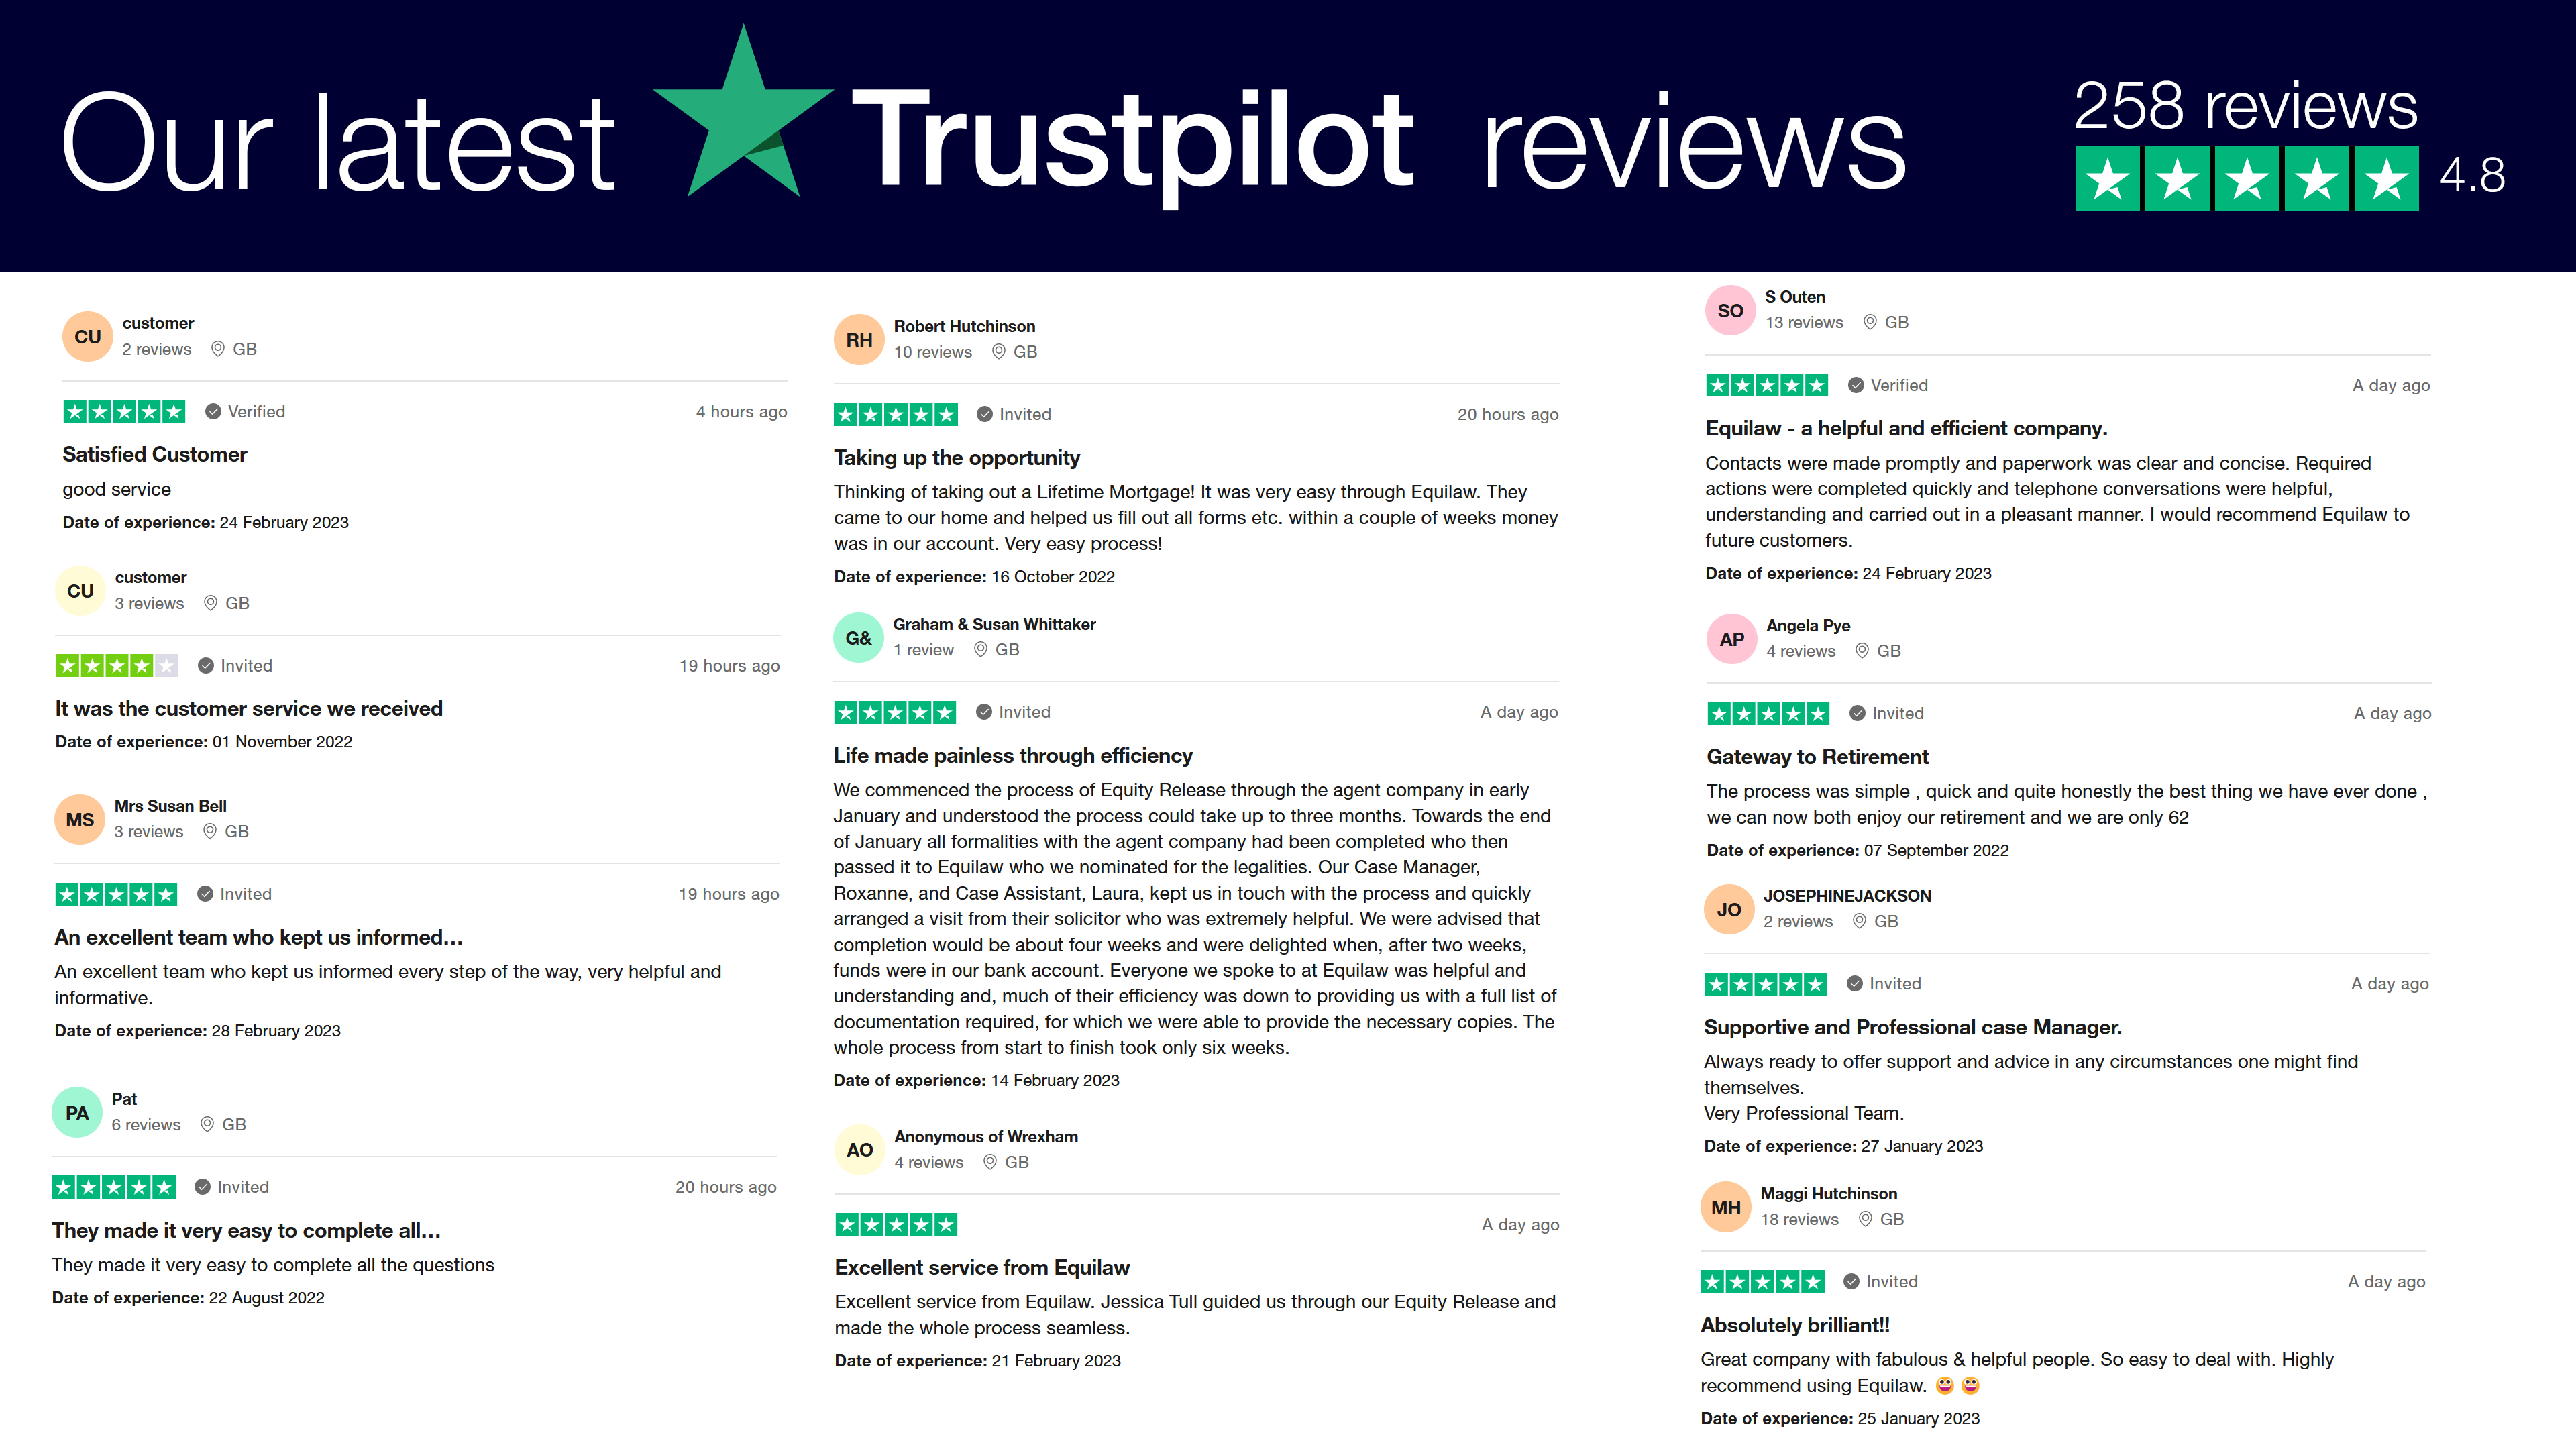 Our latest Trustpilot reviews
258 reviews
4.8
CU
customer
2 reviews GB
Verified 4 hours ago
Satisfied Customer
good service
Date of experience: 24 February 2023
CU
customer
3 reviews GB
Invited 19 hours ago
It was the customer service we received
Date of experience: 01 November 2022
MS
Mrs Susan Bell
3 reviews GB
Invited 19 hours ago
An excellent team who kept us informed…
An excellent team who kept us informed every step of the way, very helpful and
informative.
Date of experience: 28 February 2023
PA
Pat
6 reviews GB
Invited 20 hours ago
They made it very easy to complete all…
They made it very easy to complete all the questions
Date of experience: 22 August 2022
RH
Robert Hutchinson
10 reviews GB
Invited 20 hours ago
Taking up the opportunity
Thinking of taking out a Lifetime Mortgage! It was very easy through Equilaw. They
came to our home and helped us fill out all forms etc. within a couple of weeks money
was in our account. Very easy process!
Date of experience: 16 October 2022
G&
Graham & Susan Whittaker
1 review GB
Invited A day ago
Life made painless through efficiency
We commenced the process of Equity Release through the agent company in early
January and understood the process could take up to three months. Towards the end
of January all formalities with the agent company had been completed who then
passed it to Equilaw who we nominated for the legalities. Our Case Manager,
Roxanne, and Case Assistant, Laura, kept us in touch with the process and quickly
arranged a visit from their solicitor who was extremely helpful. We were advised that
completion would be about four weeks and were delighted when, after two weeks,
funds were in our bank account. Everyone we spoke to at Equilaw was helpful and
understanding and, much of their efficiency was down to providing us with a full list of
documentation required, for which we were able to provide the necessary copies. The
whole process from start to finish took only six weeks.
Date of experience: 14 February 2023
AO
Anonymous of Wrexham
4 reviews GB
A day ago
Excellent service from Equilaw
Excellent service from Equilaw. Jessica Tull guided us through our Equity Release and
made the whole process seamless.
Date of experience: 21 February 2023
SO
S Outen
13 reviews GB
Verified A day ago
Equilaw - a helpful and efficient company.
Contacts were made promptly and paperwork was clear and concise. Required
actions were completed quickly and telephone conversations were helpful,
understanding and carried out in a pleasant manner. I would recommend Equilaw to
future customers.
Date of experience: 24 February 2023
AP
Angela Pye
4 reviews GB
Invited A day ago
Gateway to Retirement
The process was simple , quick and quite honestly the best thing we have ever done ,
we can now both enjoy our retirement and we are only 62
Date of experience: 07 September 2022
JO
JOSEPHINEJACKSON
2 reviews GB
Invited A day ago
Supportive and Professional case Manager.
Always ready to offer support and advice in any circumstances one might find
themselves.
Very Professional Team.
Date of experience: 27 January 2023
MH
Maggi Hutchinson
18 reviews GB
Invited A day ago
Absolutely brilliant!!
Great company with fabulous & helpful people. So easy to deal with. Highly
recommend using Equilaw. 😀 😀
Date of experience: 25 January 2023